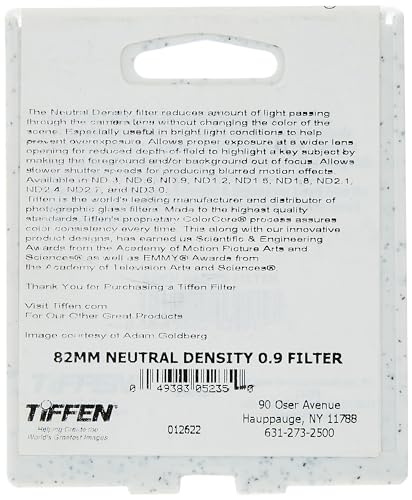 The Neutral Density filter reduces amount of light passing
through the camera lens without changing the color of the
scene. Especially useful in bright light conditions to help
prevent overexposure. Allows proper exposure at a wider lens
opening for reduced depth-of-field to highlight a key subject by
making the foreground and/or background out of focus. Allows
slower shutter speeds for producing blurred motion effects.
Available in ND.3, ND.6, ND.9, ND1.2, ND1.5, ND1.8, ND2.1,
ND2.4, ND2.7, and ND3.0.
Tiffen is the world's leading manufacturer and distributor of
photographic glass filters. Made to the highest quality
standards. Tiffen's proprietary ColorCore® process assures
color consistency every time. This along with our innovative
product designs, has earned us Scientific & Engineering
Awards from the Academy of Motion Picture Arts and
Sciences® as well as EMMY® Awards from
the Academy of Television Arts and Sciences®
Thank You for Purchasing a Tiffen Filter
Visit Tiffen.com
For Our Other Great Products
Image courtesy of Adam Goldberg
82MM NEUTRAL DENSITY 0.9 FILTER
0 49383 05235 8
TIFFEN®
Helping Create the
World's Greatest Images.
012622
90 Oser Avenue
Hauppauge, NY 11788
631-273-2500